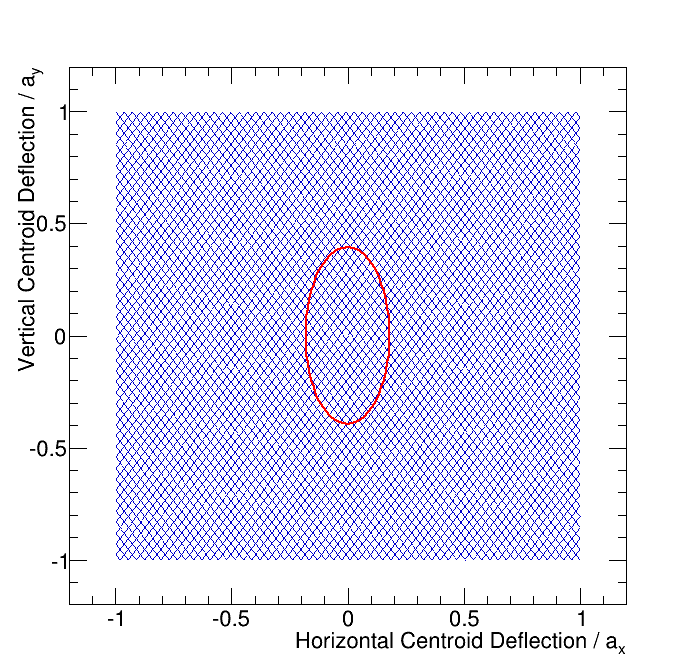 Vertical Centroid Deflection / a_y
1
0.5
0
-0.5
-1
-1 -0.5 0 0.5 1
Horizontal Centroid Deflection / a_x